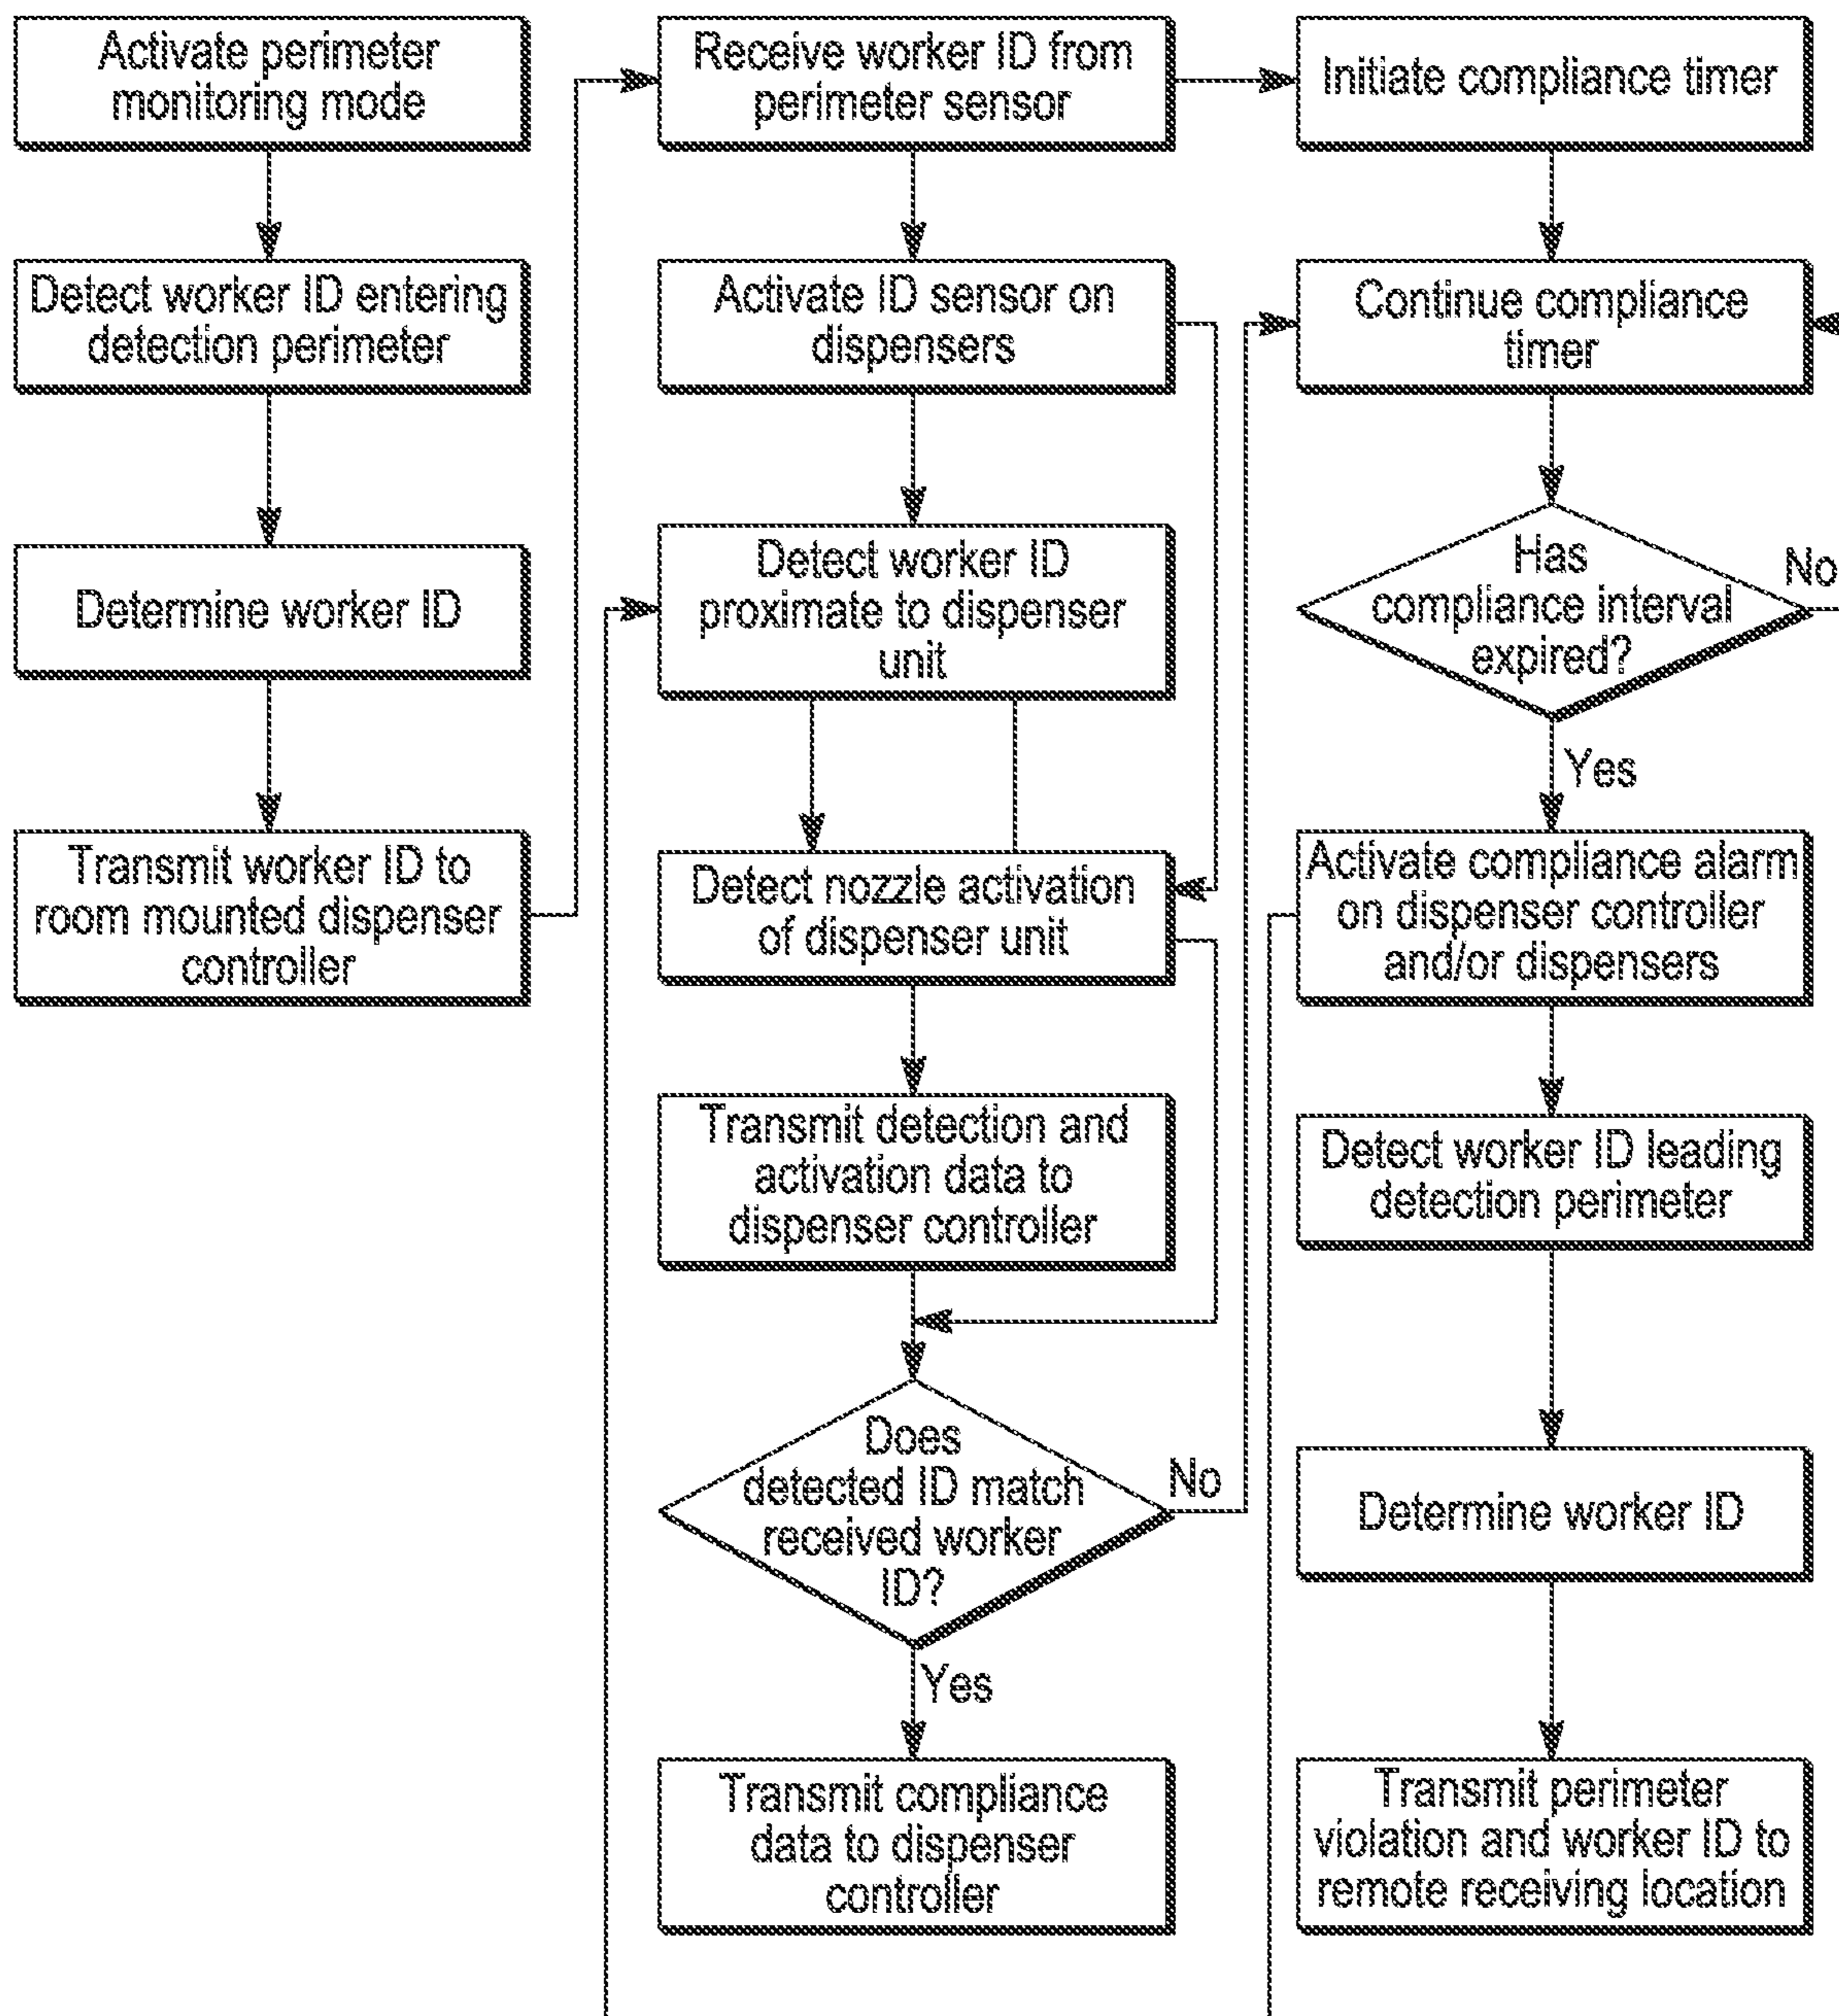 Activate perimeter
monitoring mode
Detect worker ID entering
detection perimeter
Determine worker ID
Transmit worker ID to
room mounted dispenser
controller
Receive worker ID from
perimeter sensor
Activate ID sensor on
dispensers
Detect worker ID
proximate to dispenser
unit
Detect nozzle activation
of dispenser unit
Transmit detection and
activation data to
dispenser controller
Does
detected ID match
received worker
ID?
No
Yes
Transmit compliance
data to dispenser
controller
Initiate compliance timer
Continue compliance
timer
Has
compliance interval
expired?
No
Yes
Activate compliance alarm
on dispenser controller
and/or dispensers
Detect worker ID leading
detection perimeter
Determine worker ID
Transmit perimeter
violation and worker ID to
remote receiving location